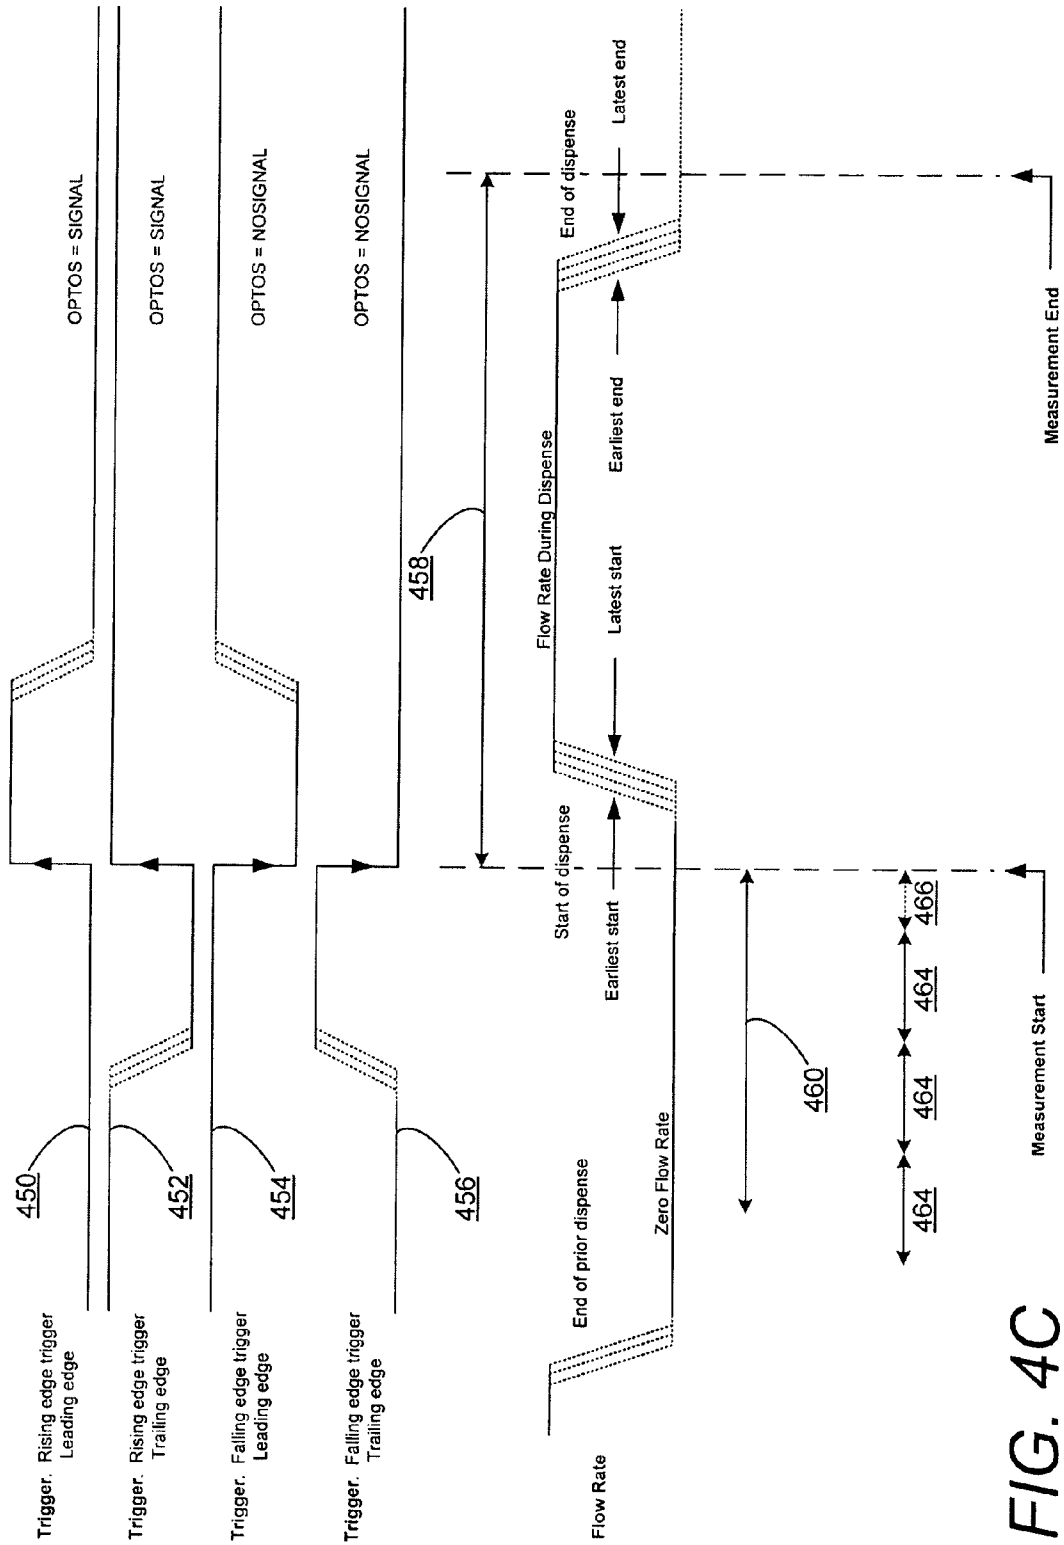 Trigger. Rising edge trigger
Leading edge
450
OPTOS = SIGNAL
Trigger. Rising edge trigger
Trailing edge
452
OPTOS = SIGNAL
Trigger. Falling edge trigger
Leading edge
454
OPTOS = NOSIGNAL
Trigger. Falling edge trigger
Trailing edge
456
OPTOS = NOSIGNAL
458
Flow Rate
End of prior dispense
Zero Flow Rate
Start of dispense
Earliest start
Latest start
Flow Rate During Dispense
End of dispense
Earliest end
Latest end
460
464
464
464
466
Measurement Start
Measurement End
FIG. 4C